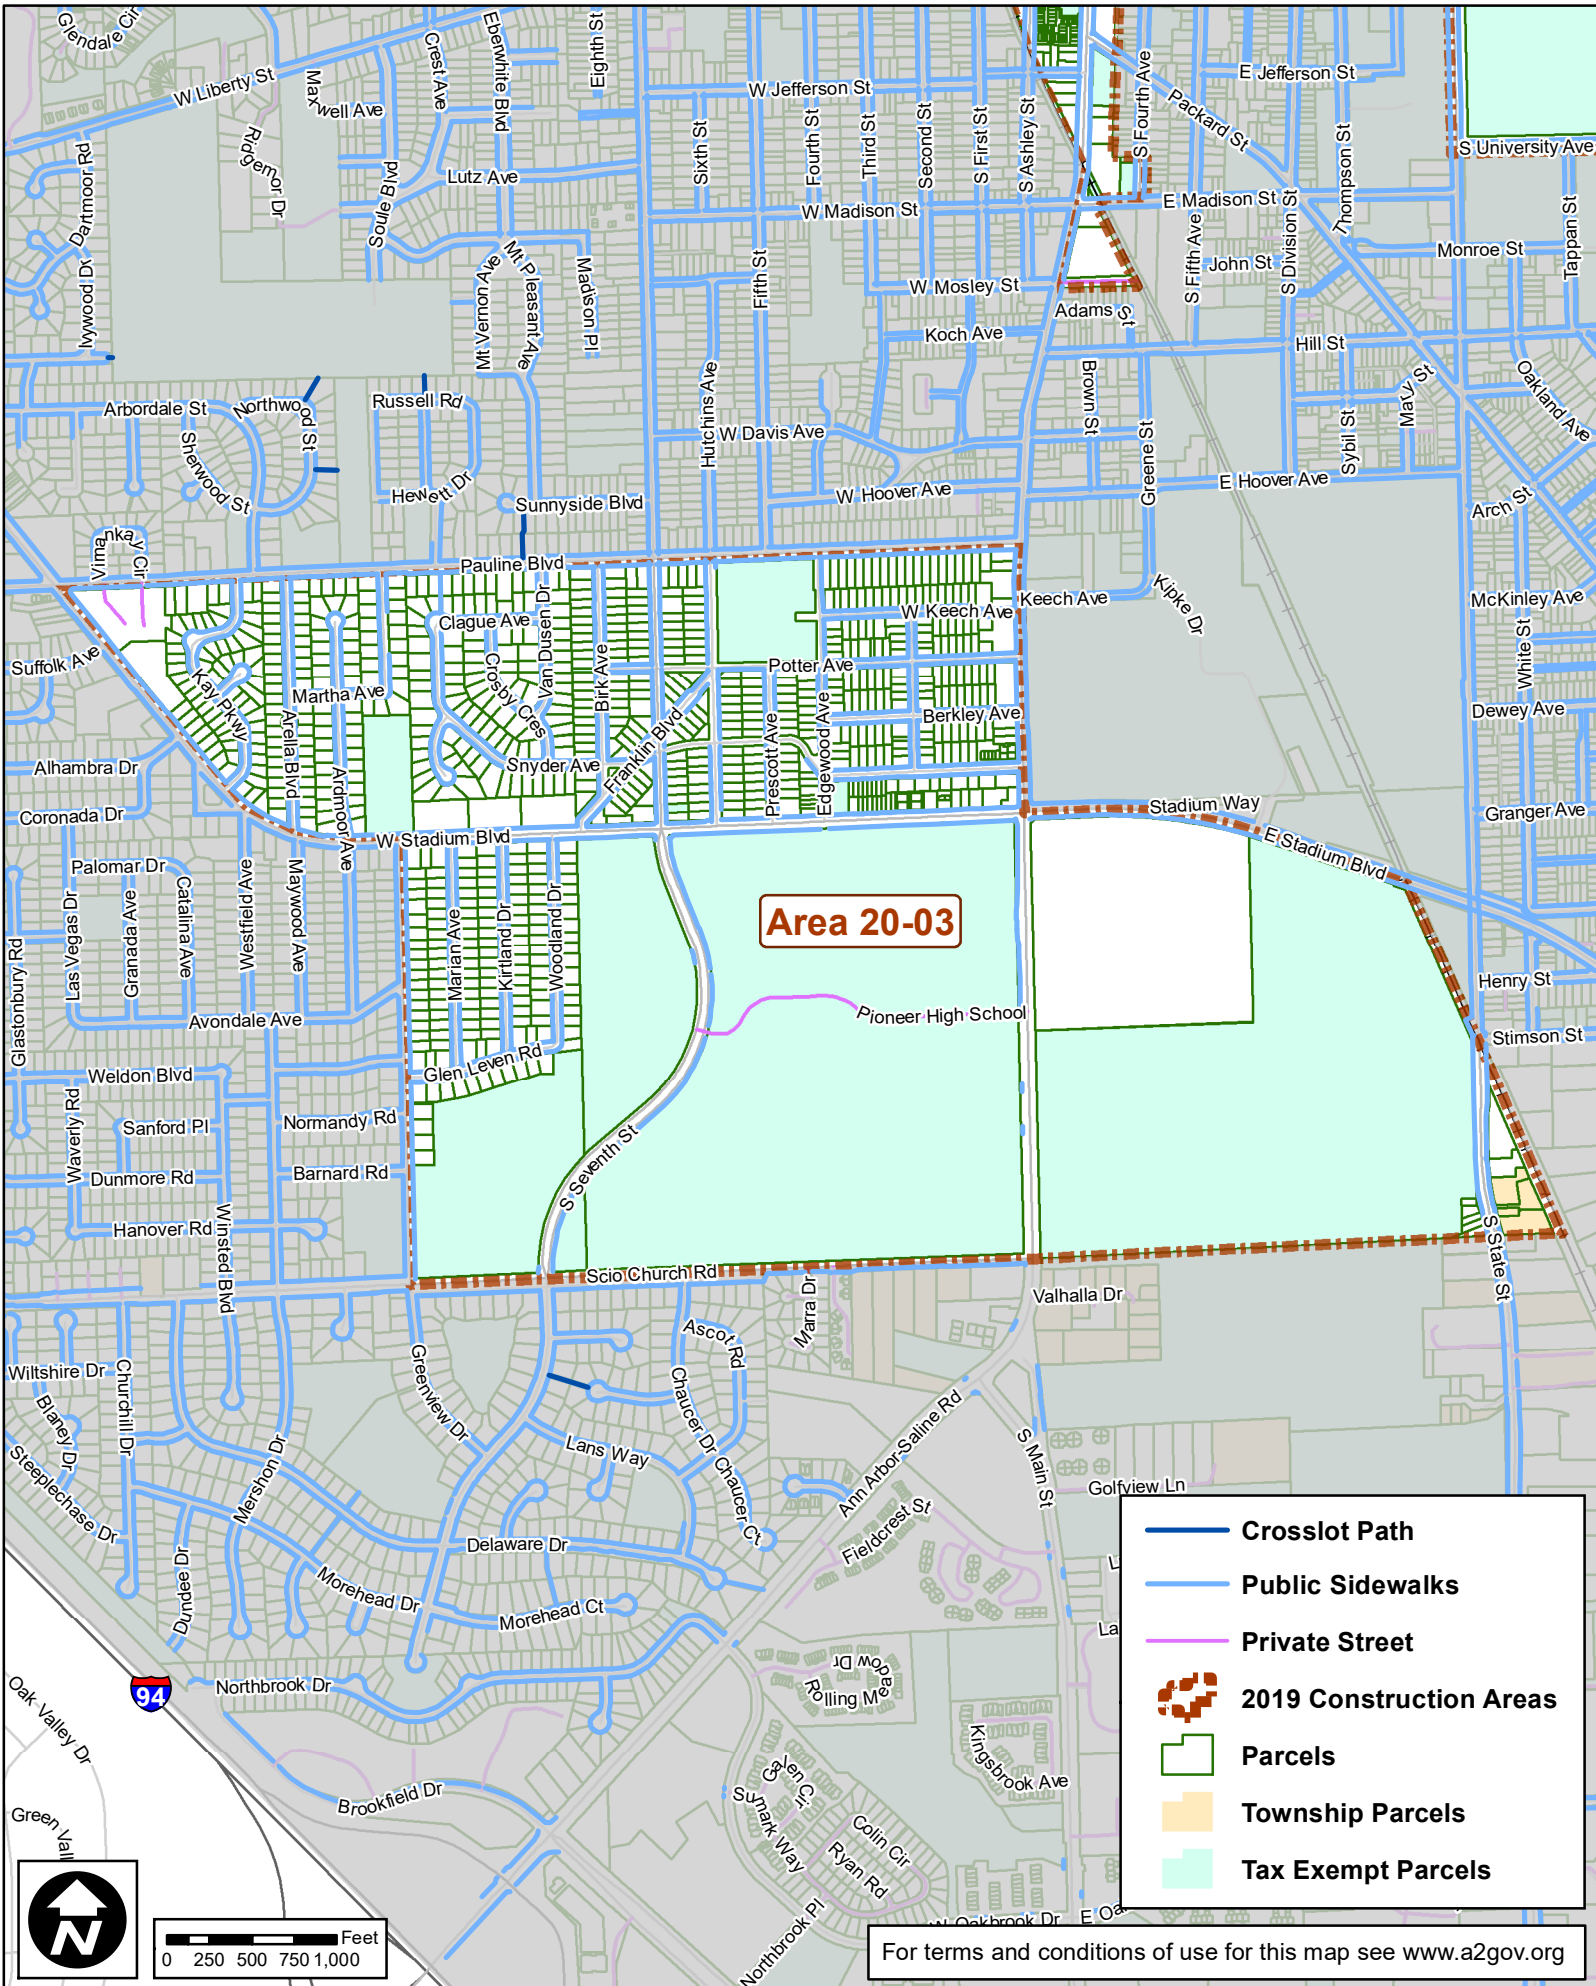 Glendale Cir
W Liberty St
Maxwell Ave
Crest Ave
Eberwhite Blvd
Eighth St
W Jefferson St
E Jefferson St
S Fourth Ave
Packard St
Thompson St
S University Ave
Ridgemor Dr
Dartmoor Rd
Soule Blvd
Lutz Ave
Sixth St
Fourth St
Third St
Second St
S First St
S Ashley St
W Madison St
E Madison St
S Fifth Ave
John St
S Division St
Monroe St
Tappan St
Ivywood Dr
Mt Vernon Ave
Mt Pleasant Ave
Madison Pl
Fifth St
W Mosley St
Adams St
Koch Ave
Hill St
Arbordale St
Northwood St
Russell Rd
Sherwood St
Hewett Dr
Sunnyside Blvd
Hutchins Ave
W Davis Ave
W Hoover Ave
Brown St
Greene St
E Hoover Ave
Sybil St
Mary St
Oakland Ave
Arch St
Vimankay Cir
Pauline Blvd
Clague Ave
Van Dusen Dr
Crosby Cres
W Keech Ave
Keech Ave
Kipke Dr
McKinley Ave
White St
Suffolk Ave
Kay Pkwy
Martha Ave
Arella Blvd
Ardmoor Ave
Birk Ave
Potter Ave
Franklin Blvd
Prescott Ave
Edgewood Ave
Berkley Ave
Dewey Ave
Snyder Ave
Alhambra Dr
Coronada Dr
W Stadium Blvd
Stadium Way
E Stadium Blvd
Granger Ave
Palomar Dr
Las Vegas Dr
Granada Ave
Catalina Ave
Westfield Ave
Maywood Ave
Marian Ave
Kirtland Dr
Woodland Dr
Area 20-03
Glastonbury Rd
Avondale Ave
Pioneer High School
Henry St
Stimson St
Glen Leven Rd
Weldon Blvd
Waverly Rd
Sanford Pl
Normandy Rd
Dunmore Rd
Barnard Rd
Hanover Rd
Winsted Blvd
S Seventh St
Scio Church Rd
S State St
Marra Dr
Valhalla Dr
Wiltshire Dr
Churchill Dr
Blaney Dr
Steeplechase Dr
Mershon Dr
Greenview Dr
Ascot Rd
Chaucer Dr
Chaucer Ct
Lans Way
Ann Arbor-Saline Rd
S Main St
Golfview Ln
Fieldcrest St
Delaware Dr
Dundee Dr
Morehead Dr
Morehead Ct
Northbrook Dr
94
Oak Valley Dr
Rolling Meadow Dr
Kingsbrook Ave
Brookfield Dr
Galen Cir
Sumark Way
Colin Cir
Ryan Rd
Northbrook Pl
W Oakbrook Dr
E Oa
Green Vall
La
Crosslot Path
Public Sidewalks
Private Street
2019 Construction Areas
Parcels
Township Parcels
Tax Exempt Parcels
N
Feet
0 250 500 750 1,000
For terms and conditions of use for this map see www.a2gov.org